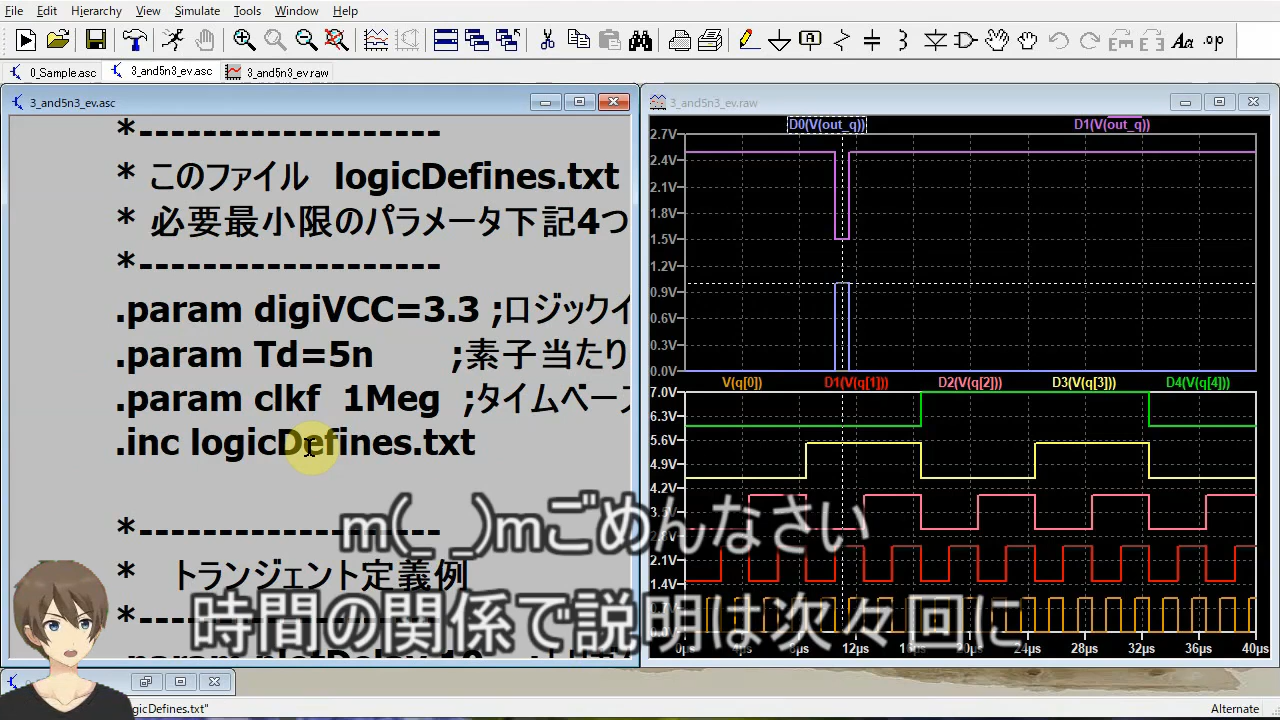 File Edit Hierarchy View Simulate Tools Window Help
0_Sample.asc 3_and5n3_ev.asc 3_and5n3_ev.raw
3_and5n3_ev.asc
*--------------------
* このファイル logicDefines.txt
* 必要最小限のパラメータ下記4つ
*--------------------
.param digiVCC=3.3 ;ロジックイ
.param Td=5n ;素子当たり
.param clkf 1Meg ;タイムベース
.inc logicDefines.txt
*--------------------
* トランジェント定義例
*--------------------
3_and5n3_ev.raw
D0(V(out_q)) D1(V(out_q))
2.7V
2.4V
2.1V
1.8V
1.5V
1.2V
0.9V
0.6V
0.3V
0.0V
V(q[0]) D1(V(q[1])) D2(V(q[2])) D3(V(q[3])) D4(V(q[4]))
7.0V
6.3V
5.6V
4.9V
4.2V
2.1V
1.4V
8µs 12µs 16µs 20µs 24µs 28µs 32µs 36µs 40µs
m(_ _)mごめんなさい
時間の関係で説明は次々回に
gicDefines.txt"
Alternate